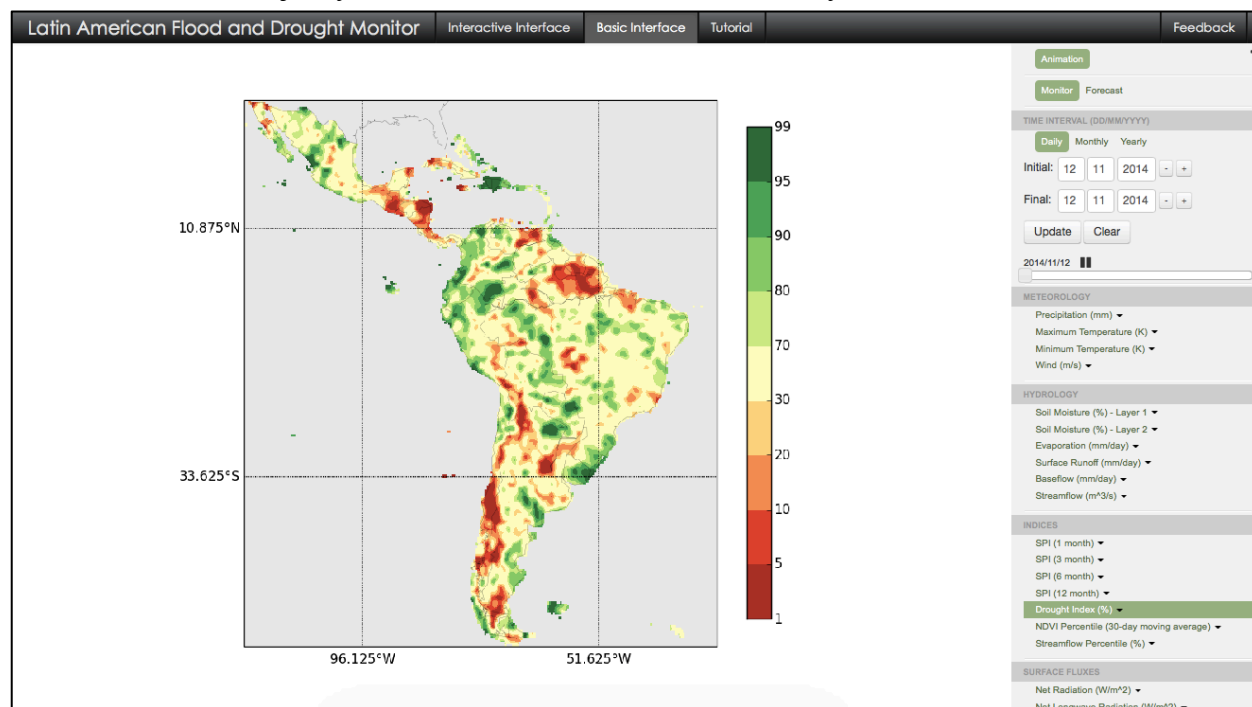 Latin American Flood and Drought Monitor Interactive Interface Basic Interface Tutorial Feedback
Animation
Monitor Forecast
TIME INTERVAL (DD/MM/YYYY)
Daily Monthly Yearly
Initial: 12 11 2014 - +
Final: 12 11 2014 - +
Update Clear
2014/11/12
METEOROLOGY
Precipitation (mm)
Maximum Temperature (K)
Minimum Temperature (K)
Wind (m/s)
HYDROLOGY
Soil Moisture (%) - Layer 1
Soil Moisture (%) - Layer 2
Evaporation (mm/day)
Surface Runoff (mm/day)
Baseflow (mm/day)
Streamflow (m^3/s)
INDICES
SPI (1 month)
SPI (3 month)
SPI (6 month)
SPI (12 month)
Drought Index (%)
NDVI Percentile (30-day moving average)
Streamflow Percentile (%)
SURFACE FLUXES
Net Radiation (W/m^2)
Net Longwave Radiation (W/m^2)
10.875°N
33.625°S
96.125°W 51.625°W
99
95
90
80
70
30
20
10
5
1